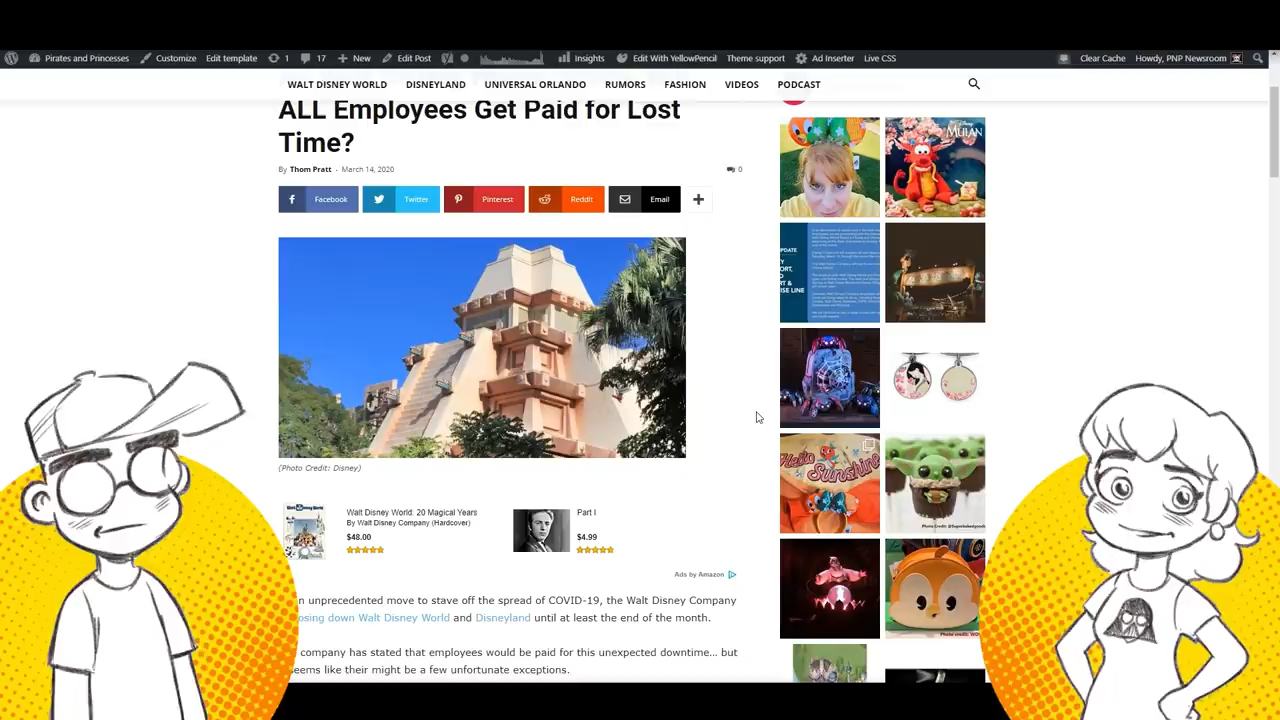 Pirates and Princesses Customize Edit template 1 17 New Edit Post Insights Edit With YellowPencil Theme support Ad Inserter Live CSS Clear Cache Howdy, PNP Newsroom
WALT DISNEY WORLD DISNEYLAND UNIVERSAL ORLANDO RUMORS FASHION VIDEOS PODCAST
ALL Employees Get Paid for Lost
Time?
By Thom Pratt - March 14, 2020 0
Facebook Twitter Pinterest ReddIt Email
MULAN
UPDATE
(Photo Credit: Disney)
Hello
Sunshine
Walt Disney World: 20 Magical Years
By Walt Disney Company (Hardcover)
$48.00
Part I
$4.99
Ads by Amazon
n unprecedented move to stave off the spread of COVID-19, the Walt Disney Company
osing down Walt Disney World and Disneyland until at least the end of the month.
company has stated that employees would be paid for this unexpected downtime… but
eems like their might be a few unfortunate exceptions.